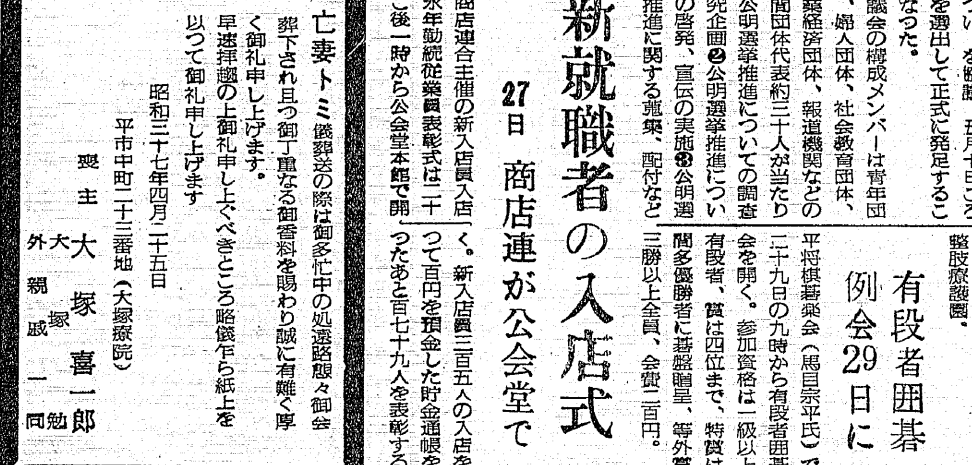 を選出して正式に発足するこ
なつた。
議会の構成メンバーは青年団
、婦人団体、社会教育団体、
業経済団体、報道機関などの
間団体代表約三十人が当たり
公明選挙推進についての調査
究企画❷公明選挙推進につい
の啓発、宣伝の実施❸公明選
推進に関する蒐集、配付など
整肢療護園。
有段者囲碁
例会29日に
平将棋碁楽会（馬目宗平氏）で
二十九日の九時から有段者囲碁
会を開く。参加資格は一級以上
有段者、賞は四位まで、特賞は
間多優勝者に碁盤贈呈、等外賞
三勝以上全員、会費二百円。
新就職者の入店式
27日 商店連が公会堂で
商店連合主催の新入店員入店
永年勤続従業員表彰式は二十
ご後一時から公会堂本館で開
く。新入店員二百五人の入店を
つて百円を預金した貯金通帳を
つたあと百七十九人を表彰する
亡妻トミ儀葬送の際は御多忙中の処遠路態々御会
葬下され且つ御丁重なる御香料を賜わり誠に有難く厚
く御礼申し上げます。
早速拝趨の上御礼申し上ぐべきところ略儀乍ら紙上を
以つて御礼申し上げます
昭和三十七年四月二十五日
平市中町二十三番地（大塚療院）
喪主 大塚喜一郎
大塚 勉
外親戚一同